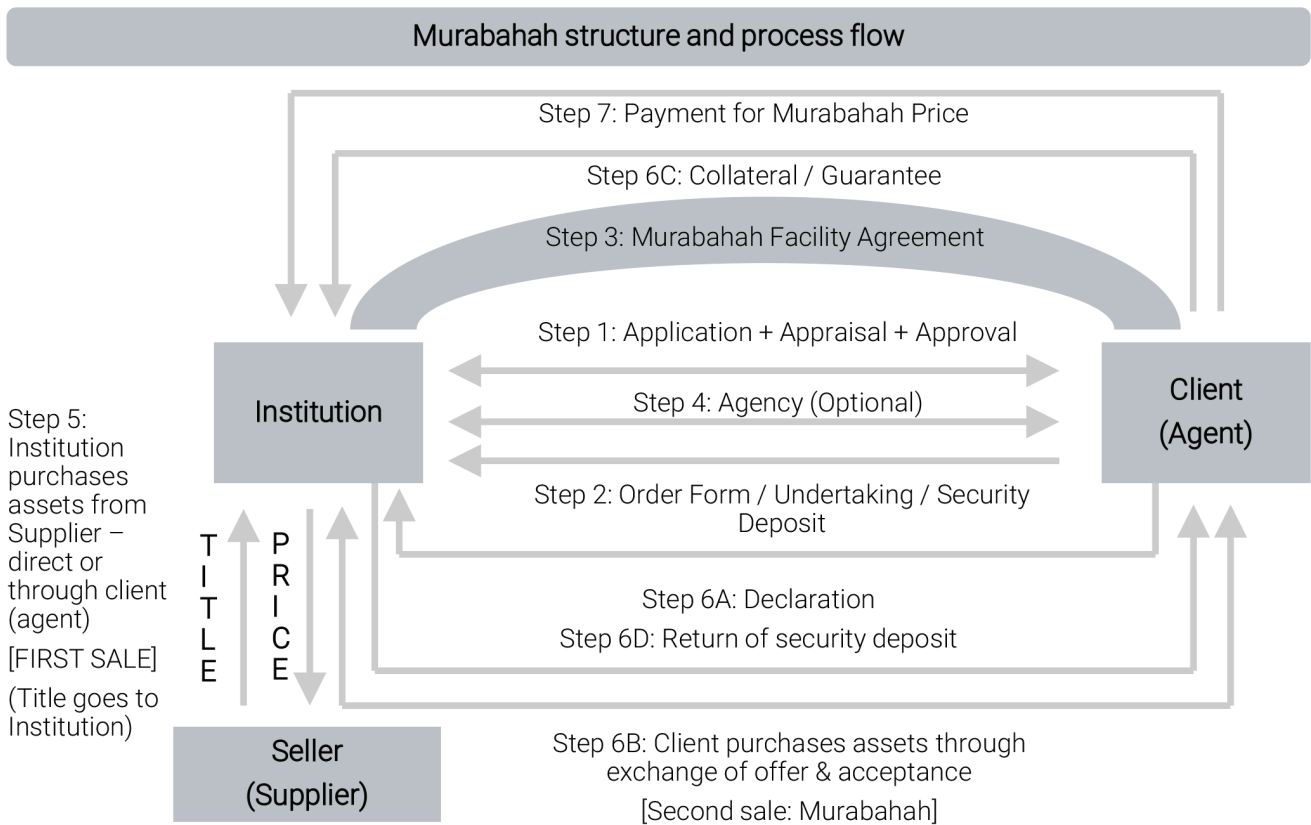 Murabahah structure and process flow
Step 7: Payment for Murabahah Price
Step 6C: Collateral / Guarantee
Step 3: Murabahah Facility Agreement
Step 1: Application + Appraisal + Approval
Institution
Step 4: Agency (Optional)
Client
(Agent)
Step 2: Order Form / Undertaking / Security
Deposit
Step 5:
Institution
purchases
assets from
Supplier –
direct or
through client
(agent)
[FIRST SALE]
(Title goes to
Institution)
TITLE
PRICE
Step 6A: Declaration
Step 6D: Return of security deposit
Seller
(Supplier)
Step 6B: Client purchases assets through
exchange of offer & acceptance
[Second sale: Murabahah]